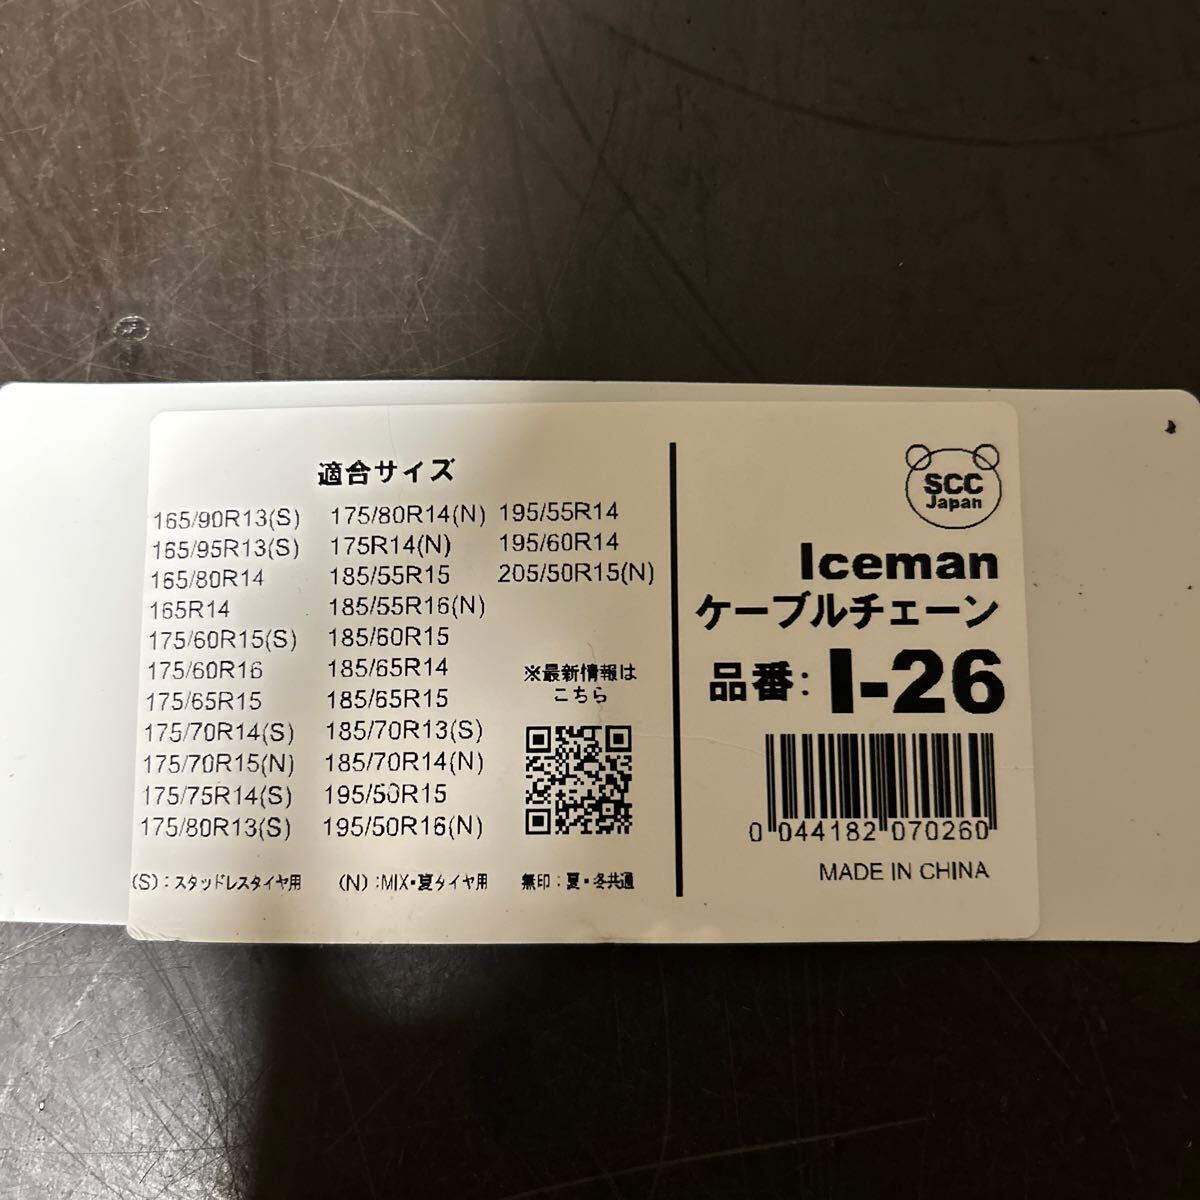 適合サイズ
165/90R13(S)
165/95R13(S)
165/80R14
165R14
175/60R15(S)
175/60R16
175/65R15
175/70R14(S)
175/70R15(N)
175/75R14(S)
175/80R13(S)
175/80R14(N)
175R14(N)
185/55R15
185/55R16(N)
185/60R15
185/65R14
185/65R15
185/70R13(S)
185/70R14(N)
195/50R15
195/50R16(N)
195/55R14
195/60R14
205/50R15(N)
※最新情報は
こちら
(S):スタッドレスタイヤ用 (N):MIX・夏タイヤ用 無印:夏・冬共通
SCC
Japan
Iceman
ケーブルチェーン
品番: I-26
0 044182 070260
MADE IN CHINA